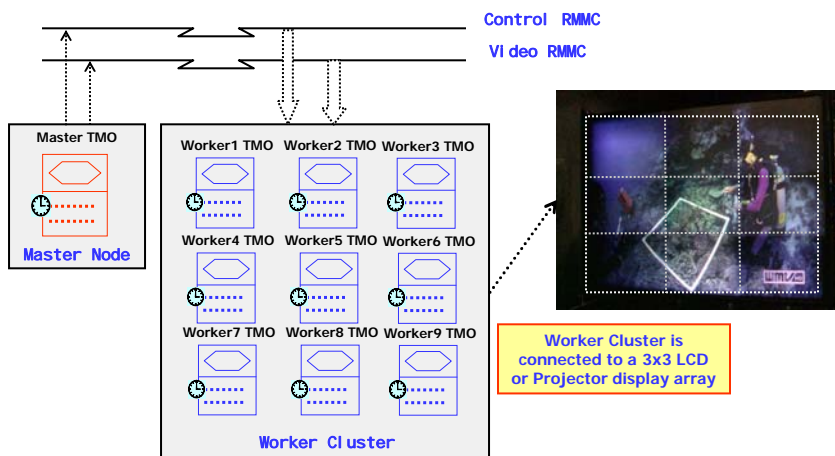 Control RMMC
Video RMMC
Master TMO
Master Node
Worker1 TMO Worker2 TMO Worker3 TMO
Worker4 TMO Worker5 TMO Worker6 TMO
Worker7 TMO Worker8 TMO Worker9 TMO
Worker Cluster
WMV HD
Worker Cluster is
connected to a 3x3 LCD
or Projector display array